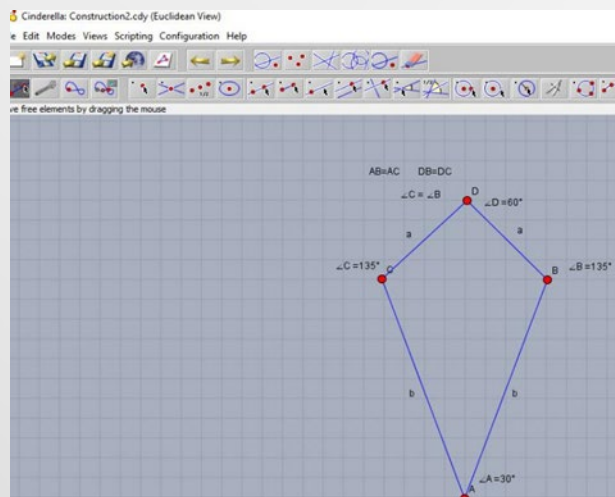 Cinderella: Construction2.cdy (Euclidean View)
e Edit Modes Views Scripting Configuration Help
ve free elements by dragging the mouse
AB=AC DB=DC
∠C = ∠B
D
∠D =60°
a a
∠C =135° C B ∠B =135°
b b
∠A =30°
A